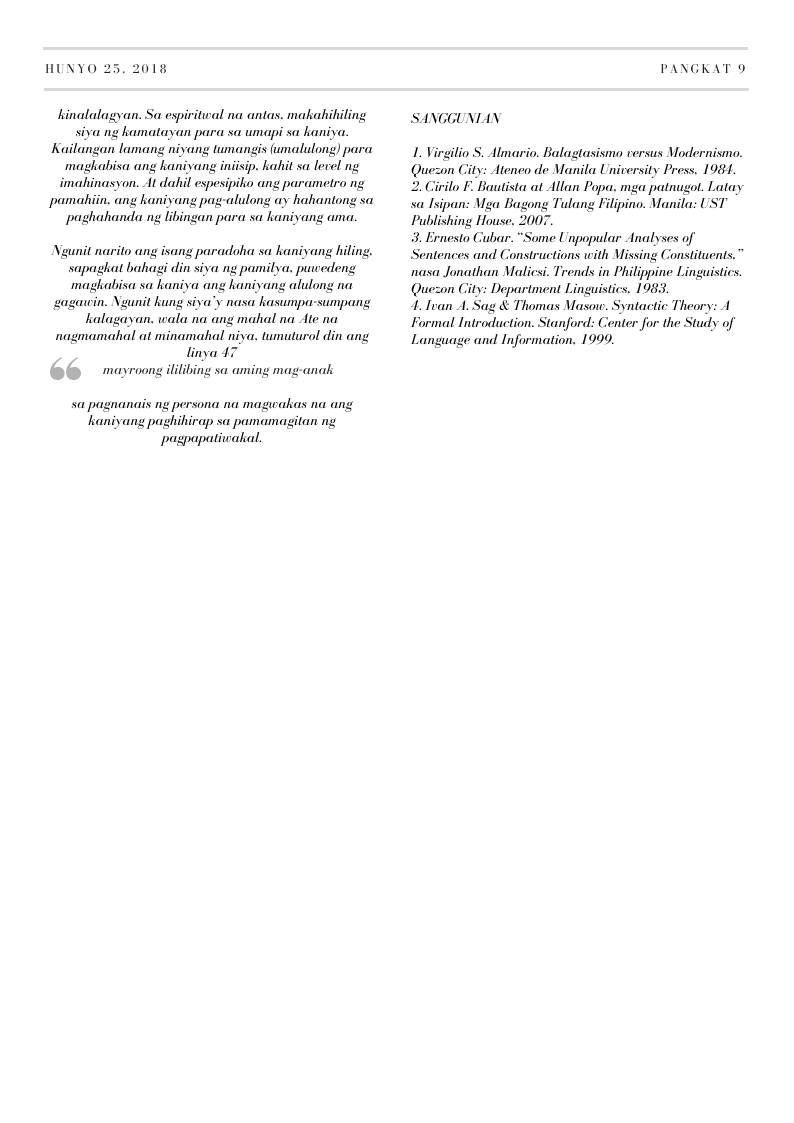 HUNYO 25, 2018
PANGKAT 9
kinalalagyan. Sa espiritwal na antas, makahihiling
siya ng kamatayan para sa umapi sa kaniya.
Kailangan lamang niyang tumangis (umalulong) para
magkabisa ang kaniyang iniisip, kahit sa level ng
imahinasyon. At dahil espesipiko ang parametro ng
pamahiin, ang kaniyang pag-alulong ay hahantong sa
paghahanda ng libingan para sa kaniyang ama.
Ngunit narito ang isang paradoha sa kaniyang hiling,
sapagkat bahagi din siya ng pamilya, puwedeng
magkabisa sa kaniya ang kaniyang alulong na
gagawin. Ngunit kung siya'y nasa kasumpa-sumpang
kalagayan, wala na ang mahal na Ate na
nagmamahal at minamahal niya, tumuturol din ang
linya 47
“ mayroong ililibing sa aming mag-anak
sa pagnanais ng persona na magwakas na ang
kaniyang paghihirap sa pamamagitan ng
pagpapatiwakal.
SANGGUNIAN
1. Virgilio S. Almario. Balagtasismo versus Modernismo.
Quezon City: Ateneo de Manila University Press, 1984.
2. Cirilo F. Bautista at Allan Popa, mga patnugot. Latay
sa Isipan: Mga Bagong Tulang Filipino. Manila: UST
Publishing House, 2007.
3. Ernesto Cubar. “Some Unpopular Analyses of
Sentences and Constructions with Missing Constituents,”
nasa Jonathan Malicsi. Trends in Philippine Linguistics.
Quezon City: Department Linguistics, 1983.
4. Ivan A. Sag & Thomas Masow. Syntactic Theory: A
Formal Introduction. Stanford: Center for the Study of
Language and Information, 1999.